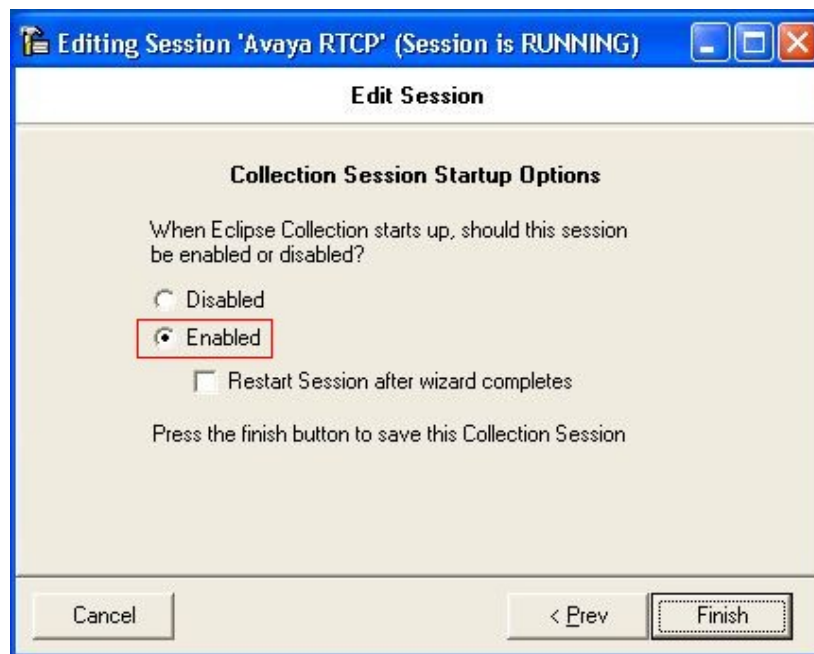 Editing Session 'Avaya RTCP' (Session is RUNNING)
Edit Session
Collection Session Startup Options
When Eclipse Collection starts up, should this session
be enabled or disabled?
Disabled
Enabled
Restart Session after wizard completes
Press the finish button to save this Collection Session
Cancel
< Prev
Finish